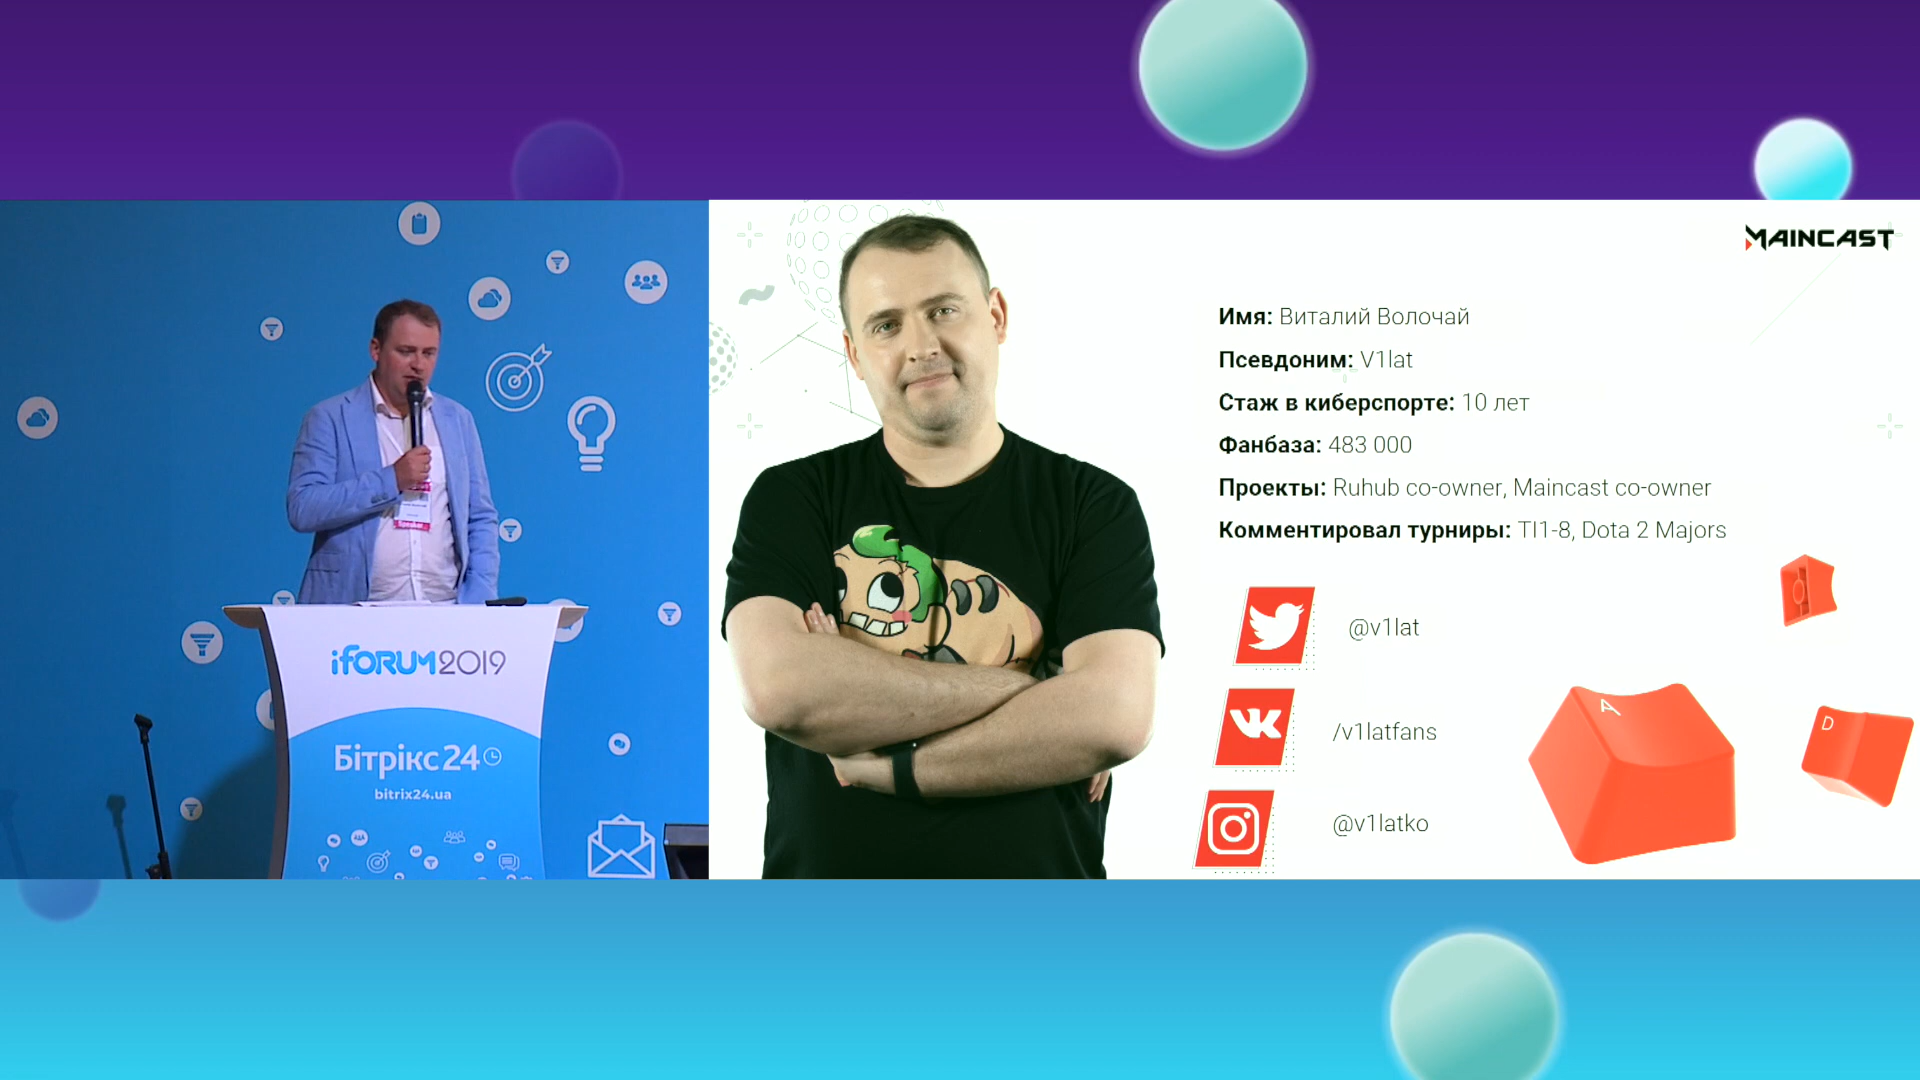 MAINCAST
Имя: Виталий Волочай
Псевдоним: V1lat
Стаж в киберспорте: 10 лет
Фанбаза: 483 000
Проекты: Ruhub co-owner, Maincast co-owner
Комментировал турниры: TI1-8, Dota 2 Majors
@v1lat
/v1latfans
@v1latko
A
D
Speaker
iFORUM2019
Бітрікс24
bitrix24.ua